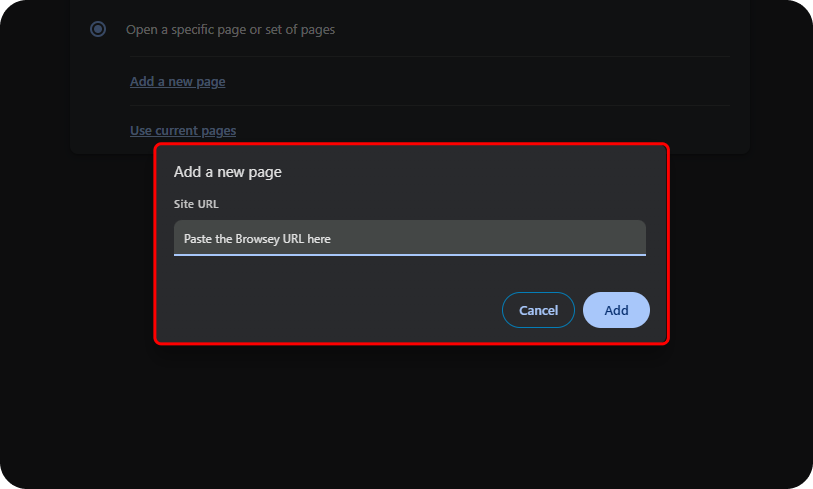 Open a specific page or set of pages
Add a new page
Use current pages
Add a new page
Site URL
Paste the Browsey URL here
Cancel
Add